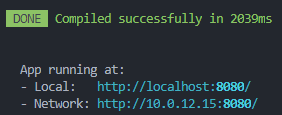 DONE Compiled successfully in 2039ms
App running at:
- Local: http://localhost:8080/
- Network: http://10.0.12.15:8080/